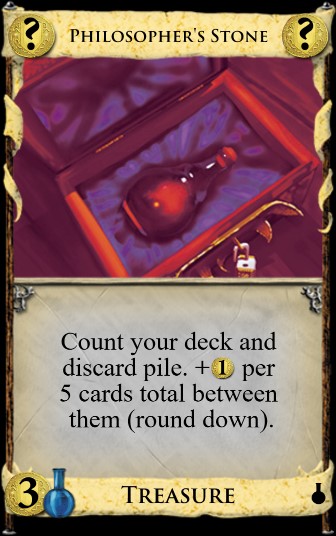 ? PHILOSOPHER'S STONE ?
Count your deck and
discard pile. +1 per
5 cards total between
them (round down).
3 TREASURE